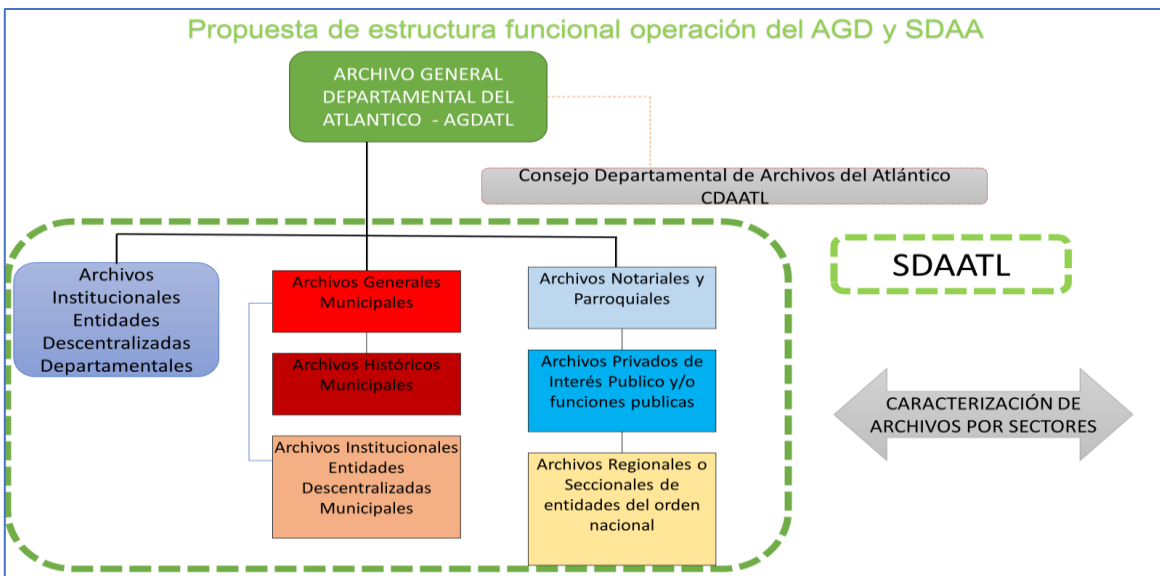 Propuesta de estructura funcional operación del AGD y SDAA
ARCHIVO GENERAL
DEPARTAMENTAL DEL
ATLANTICO - AGDATL
Consejo Departamental de Archivos del Atlántico
CDAATL
Archivos
Institucionales
Entidades
Descentralizadas
Departamentales
Archivos Generales
Municipales
Archivos Históricos
Municipales
Archivos Institucionales
Entidades
Descentralizadas
Municipales
Archivos Notariales y
Parroquiales
Archivos Privados de
Interés Publico y/o
funciones publicas
Archivos Regionales o
Seccionales de
entidades del orden
nacional
SDAATL
CARACTERIZACIÓN DE
ARCHIVOS POR SECTORES